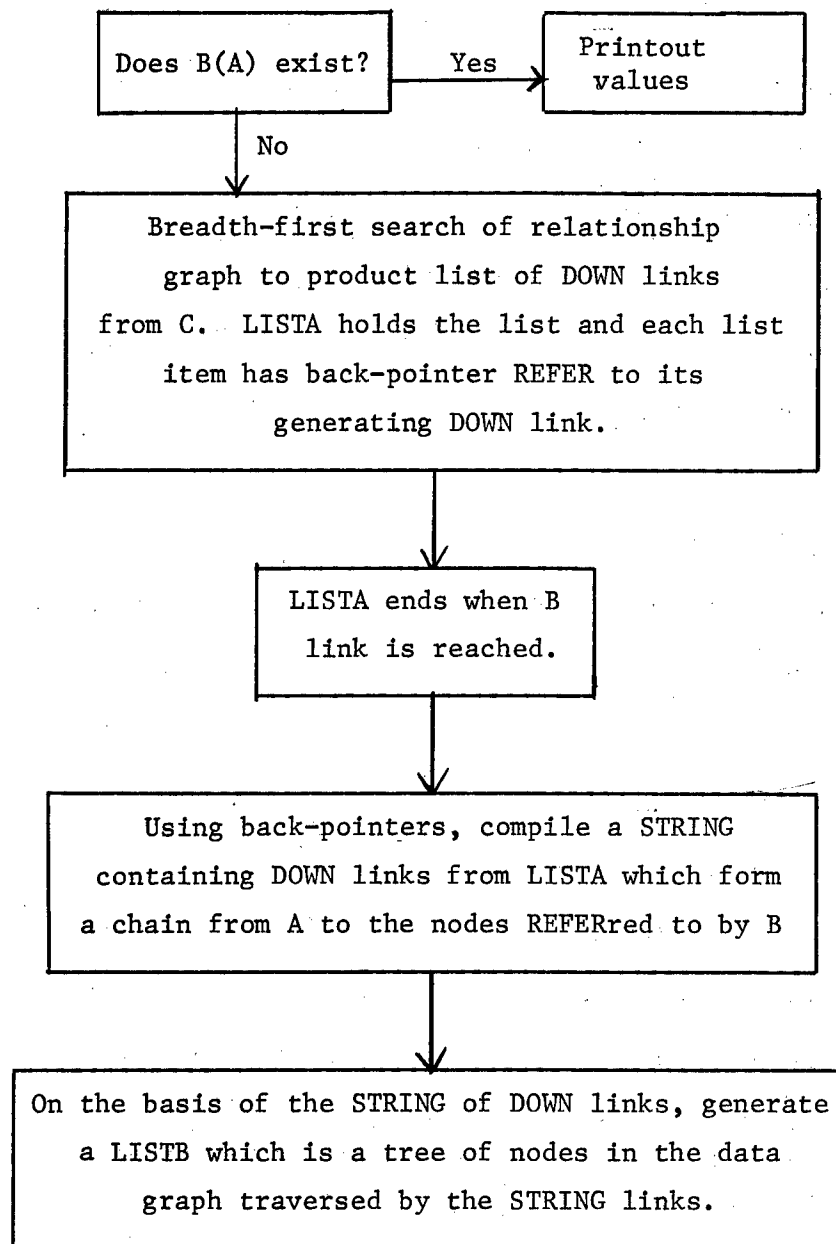 Does B(A) exist?
Yes
Printout
values
No
Breadth-first search of relationship
graph to product list of DOWN links
from C. LISTA holds the list and each list
item has back-pointer REFER to its
generating DOWN link.
LISTA ends when B
link is reached.
Using back-pointers, compile a STRING
containing DOWN links from LISTA which form
a chain from A to the nodes REFERred to by B
On the basis of the STRING of DOWN links, generate
a LISTB which is a tree of nodes in the data
graph traversed by the STRING links.